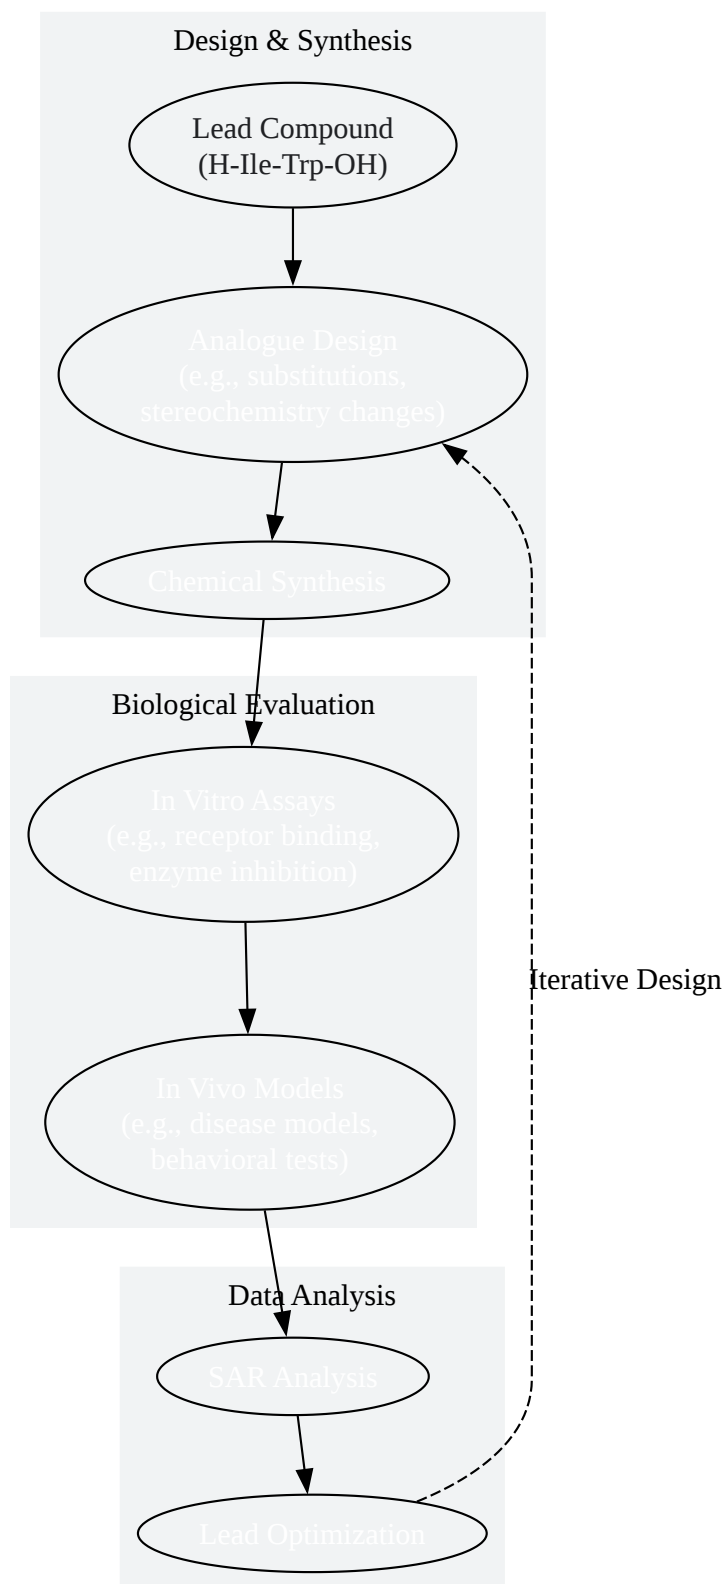 Design & Synthesis
Lead Compound
(H-Ile-Trp-OH)
Analogue Design
(e.g., substitutions,
stereochemistry changes)
Chemical Synthesis
Biological Evaluation
In Vitro Assays
(e.g., receptor binding,
enzyme inhibition)
Iterative Design
In Vivo Models
(e.g., disease models,
behavioral tests)
Data Analysis
SAR Analysis
Lead Optimization